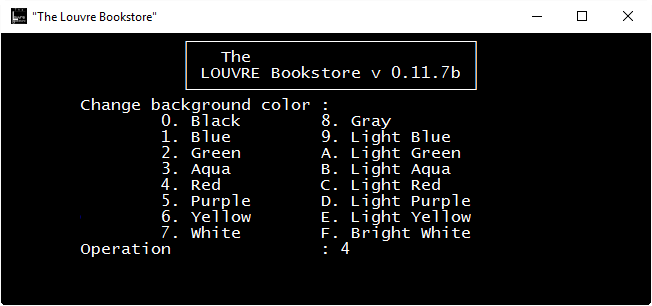 "The Louvre Bookstore"
The
LOUVRE Bookstore v 0.11.7b
Change background color :
0. Black 8. Gray
1. Blue 9. Light Blue
2. Green A. Light Green
3. Aqua B. Light Aqua
4. Red C. Light Red
5. Purple D. Light Purple
6. Yellow E. Light Yellow
7. White F. Bright White
Operation : 4